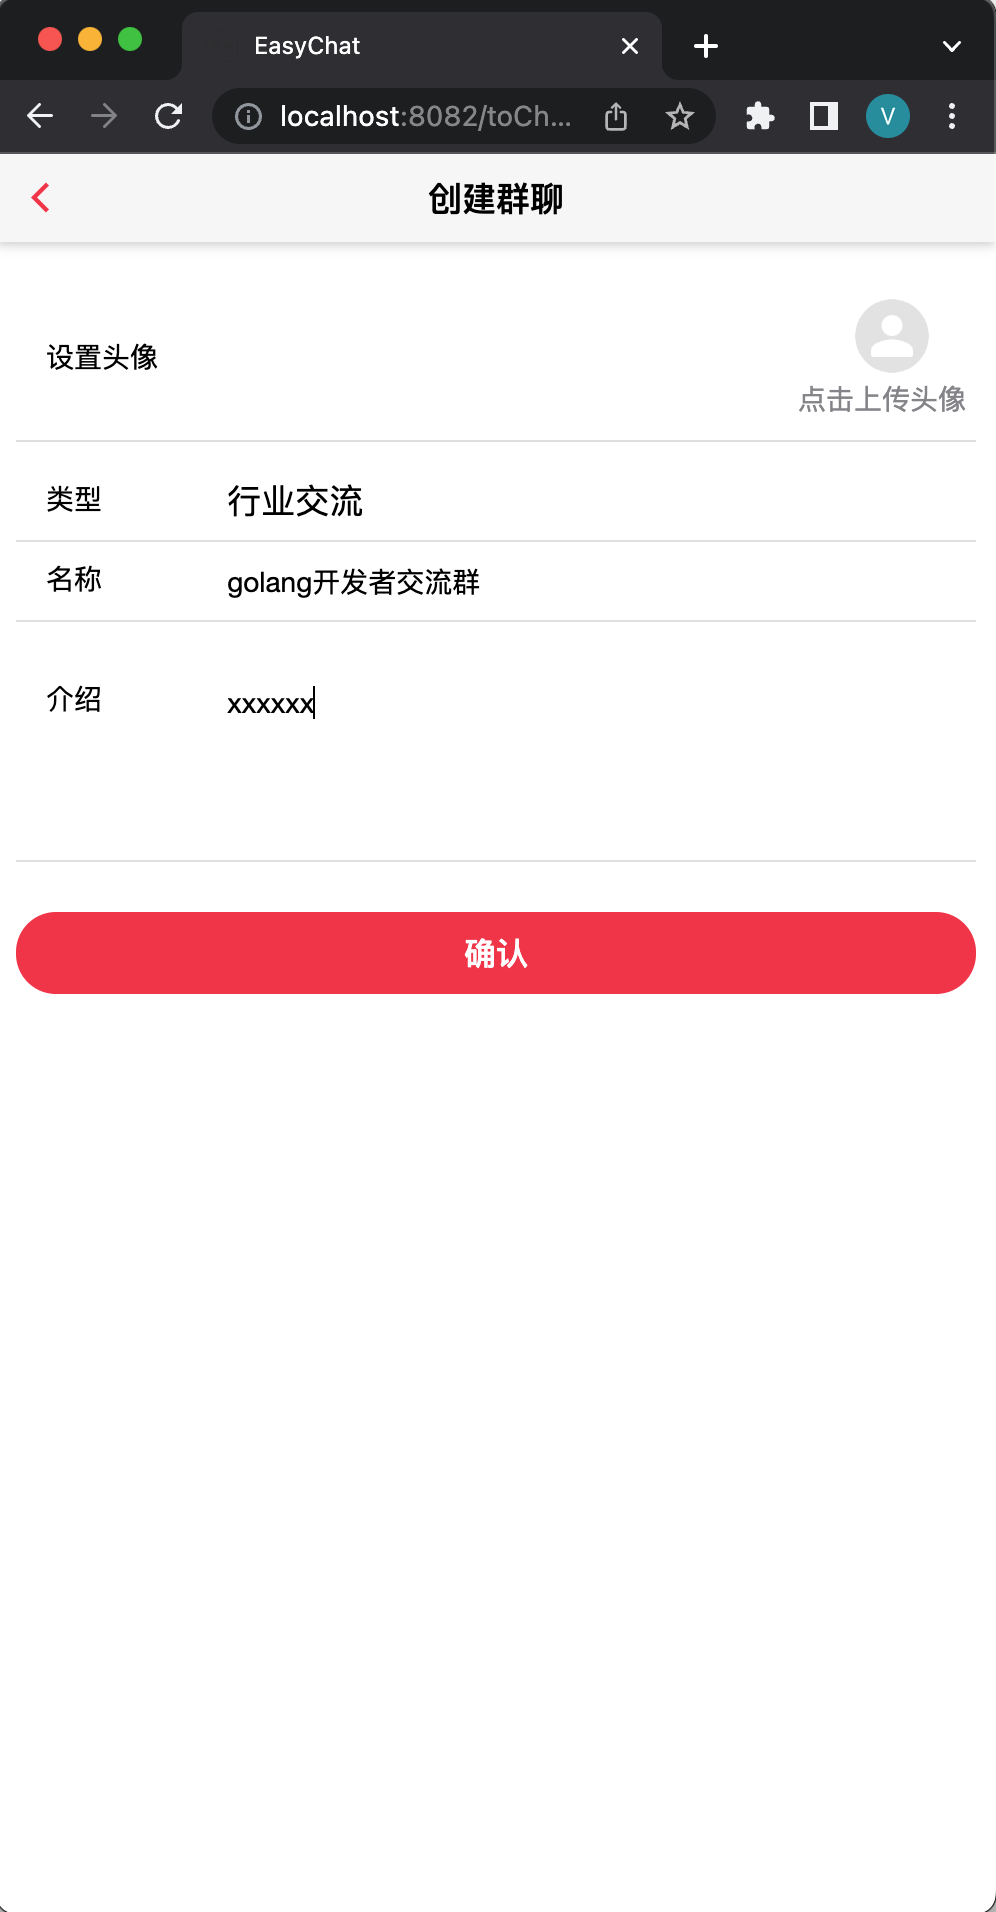 EasyChat
localhost:8082/toCh...
V
创建群聊
设置头像
点击上传头像
类型 行业交流
名称 golang开发者交流群
介绍 xxxxxx
确认